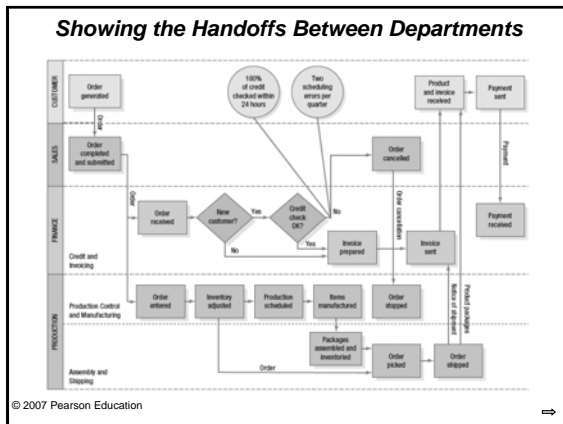 Showing the Handoffs Between Departments
CUSTOMER
Order
generated
100%
of credit
checked within
24 hours
Two
scheduling
errors per
quarter
Product
and invoice
received
Payment
sent
Order
SALES
Order
completed
and submitted
Order
cancelled
Payment
Order
FINANCE
Order
received
New
customer?
Yes
Credit
check
OK?
No
Order cancellation
Payment
received
No
Yes
Invoice
prepared
Invoice
sent
Credit and
Invoicing
PRODUCTION
Order
entered
Inventory
adjusted
Production
scheduled
Items
manufactured
Order
stopped
Notice of shipment
Product packages
Production Control
and Manufacturing
Packages
assembled and
inventoried
Order
Order
picked
Order
shipped
Assembly and
Shipping
© 2007 Pearson Education